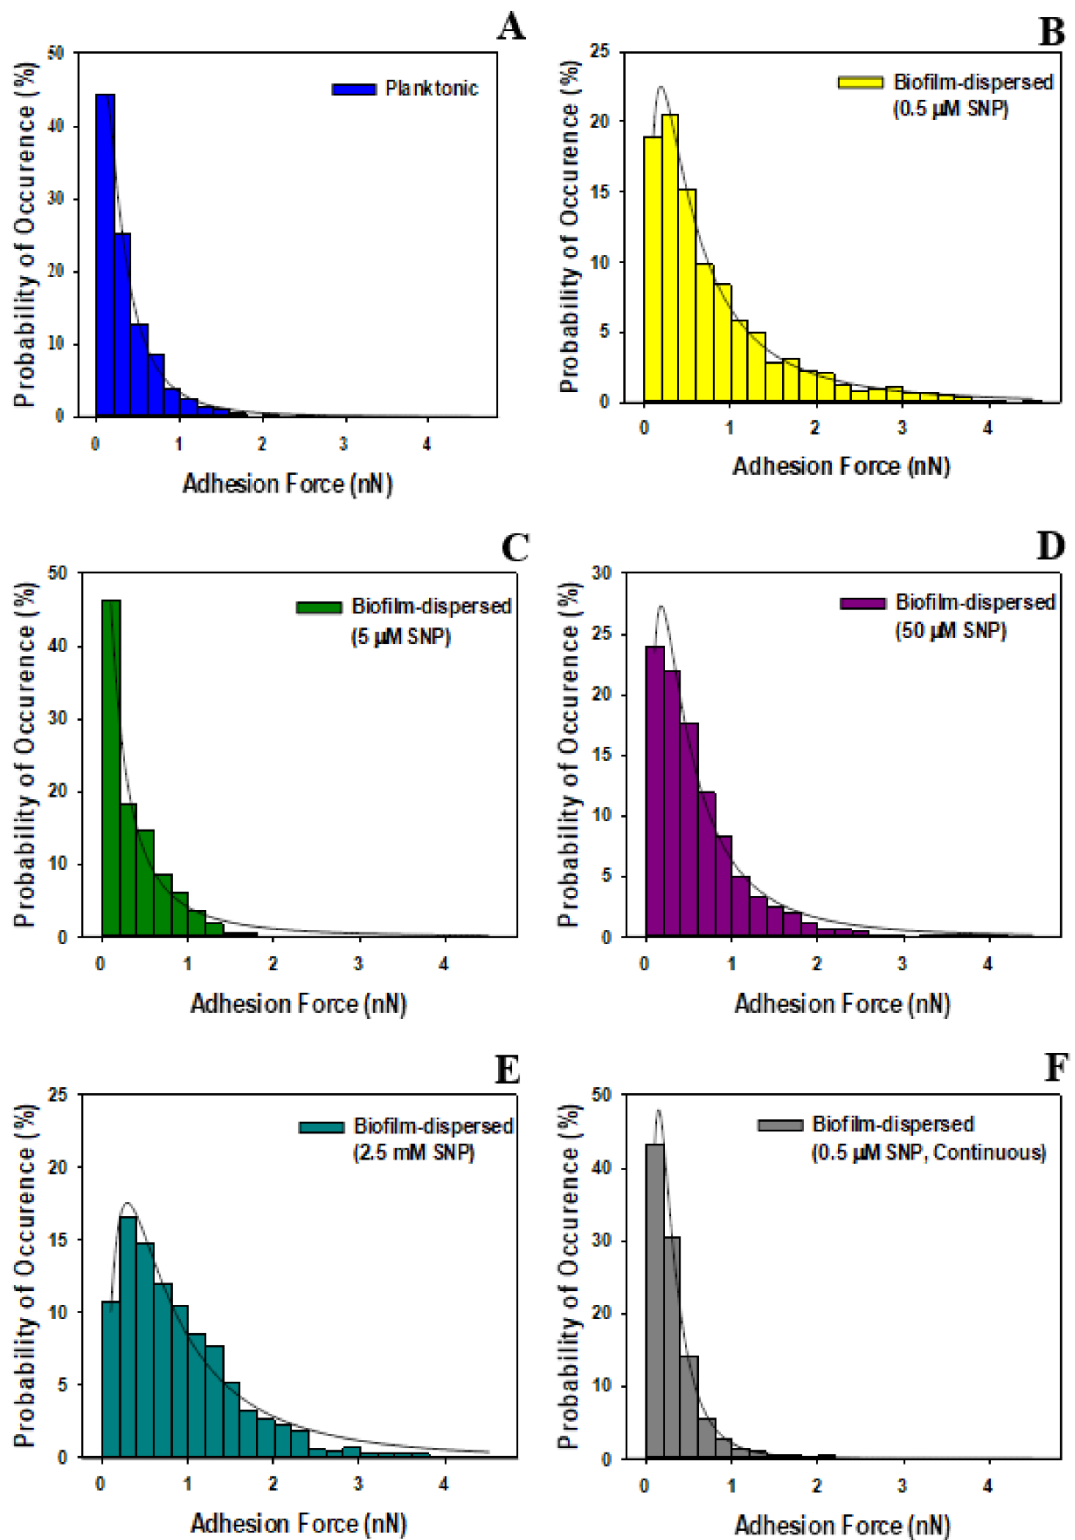 A
Probability of Occurence (%)
50
40
30
20
10
0
Planktonic
0 1 2 3 4
Adhesion Force (nN)
B
Probability of Occurence (%)
25
20
15
10
5
0
Biofilm-dispersed
(0.5 µM SNP)
0 1 2 3 4
Adhesion Force (nN)
C
Probability of Occurence (%)
50
40
30
20
10
0
Biofilm-dispersed
(5 µM SNP)
0 1 2 3 4
Adhesion Force (nN)
D
Probability of Occurence (%)
30
25
20
15
10
5
0
Biofilm-dispersed
(50 µM SNP)
0 1 2 3 4
Adhesion Force (nN)
E
Probability of Occurence (%)
25
20
15
10
5
0
Biofilm-dispersed
(2.5 mM SNP)
0 1 2 3 4
Adhesion Force (nN)
F
Probability of Occurence (%)
50
40
30
20
10
0
Biofilm-dispersed
(0.5 µM SNP, Continuous)
0 1 2 3 4
Adhesion Force (nN)